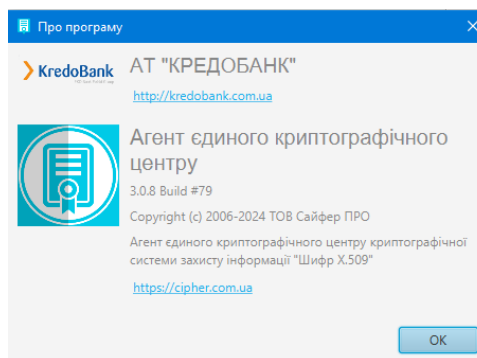 Про програму
KredoBank
АТ "КРЕДОБАНК"
http://kredobank.com.ua
Агент єдиного криптографічного
центру
3.0.8 Build #79
Copyright (c) 2006-2024 ТОВ Сайфер ПРО
Агент єдиного криптографічного центру криптографічної
системи захисту інформації "Шифр X.509"
https://cipher.com.ua
OK